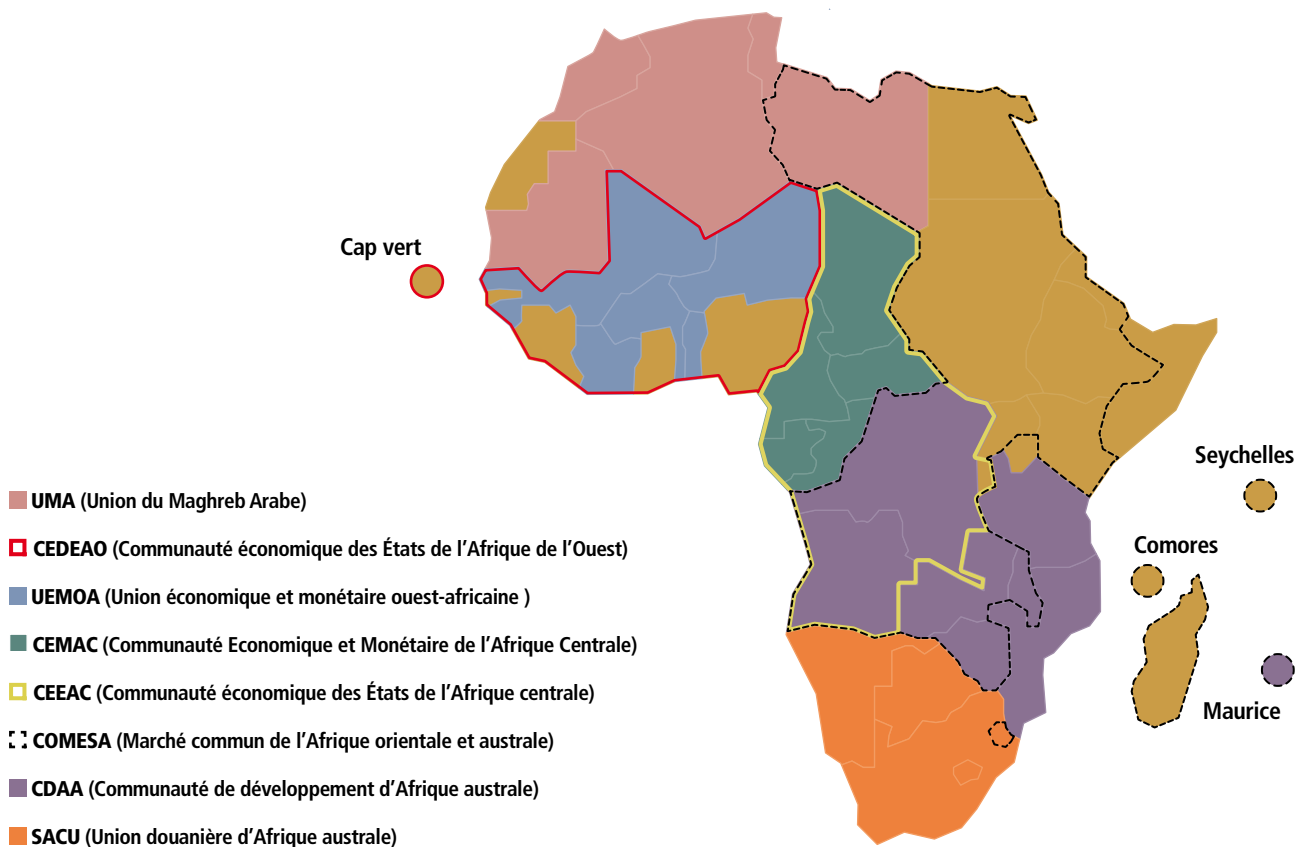 Cap vert
Seychelles
Comores
Maurice
UMA (Union du Maghreb Arabe)
CEDEAO (Communauté économique des États de l’Afrique de l’Ouest)
UEMOA (Union économique et monétaire ouest-africaine )
CEMAC (Communauté Economique et Monétaire de l’Afrique Centrale)
CEEAC (Communauté économique des États de l’Afrique centrale)
COMESA (Marché commun de l’Afrique orientale et australe)
CDAA (Communauté de développement d’Afrique australe)
SACU (Union douanière d’Afrique australe)